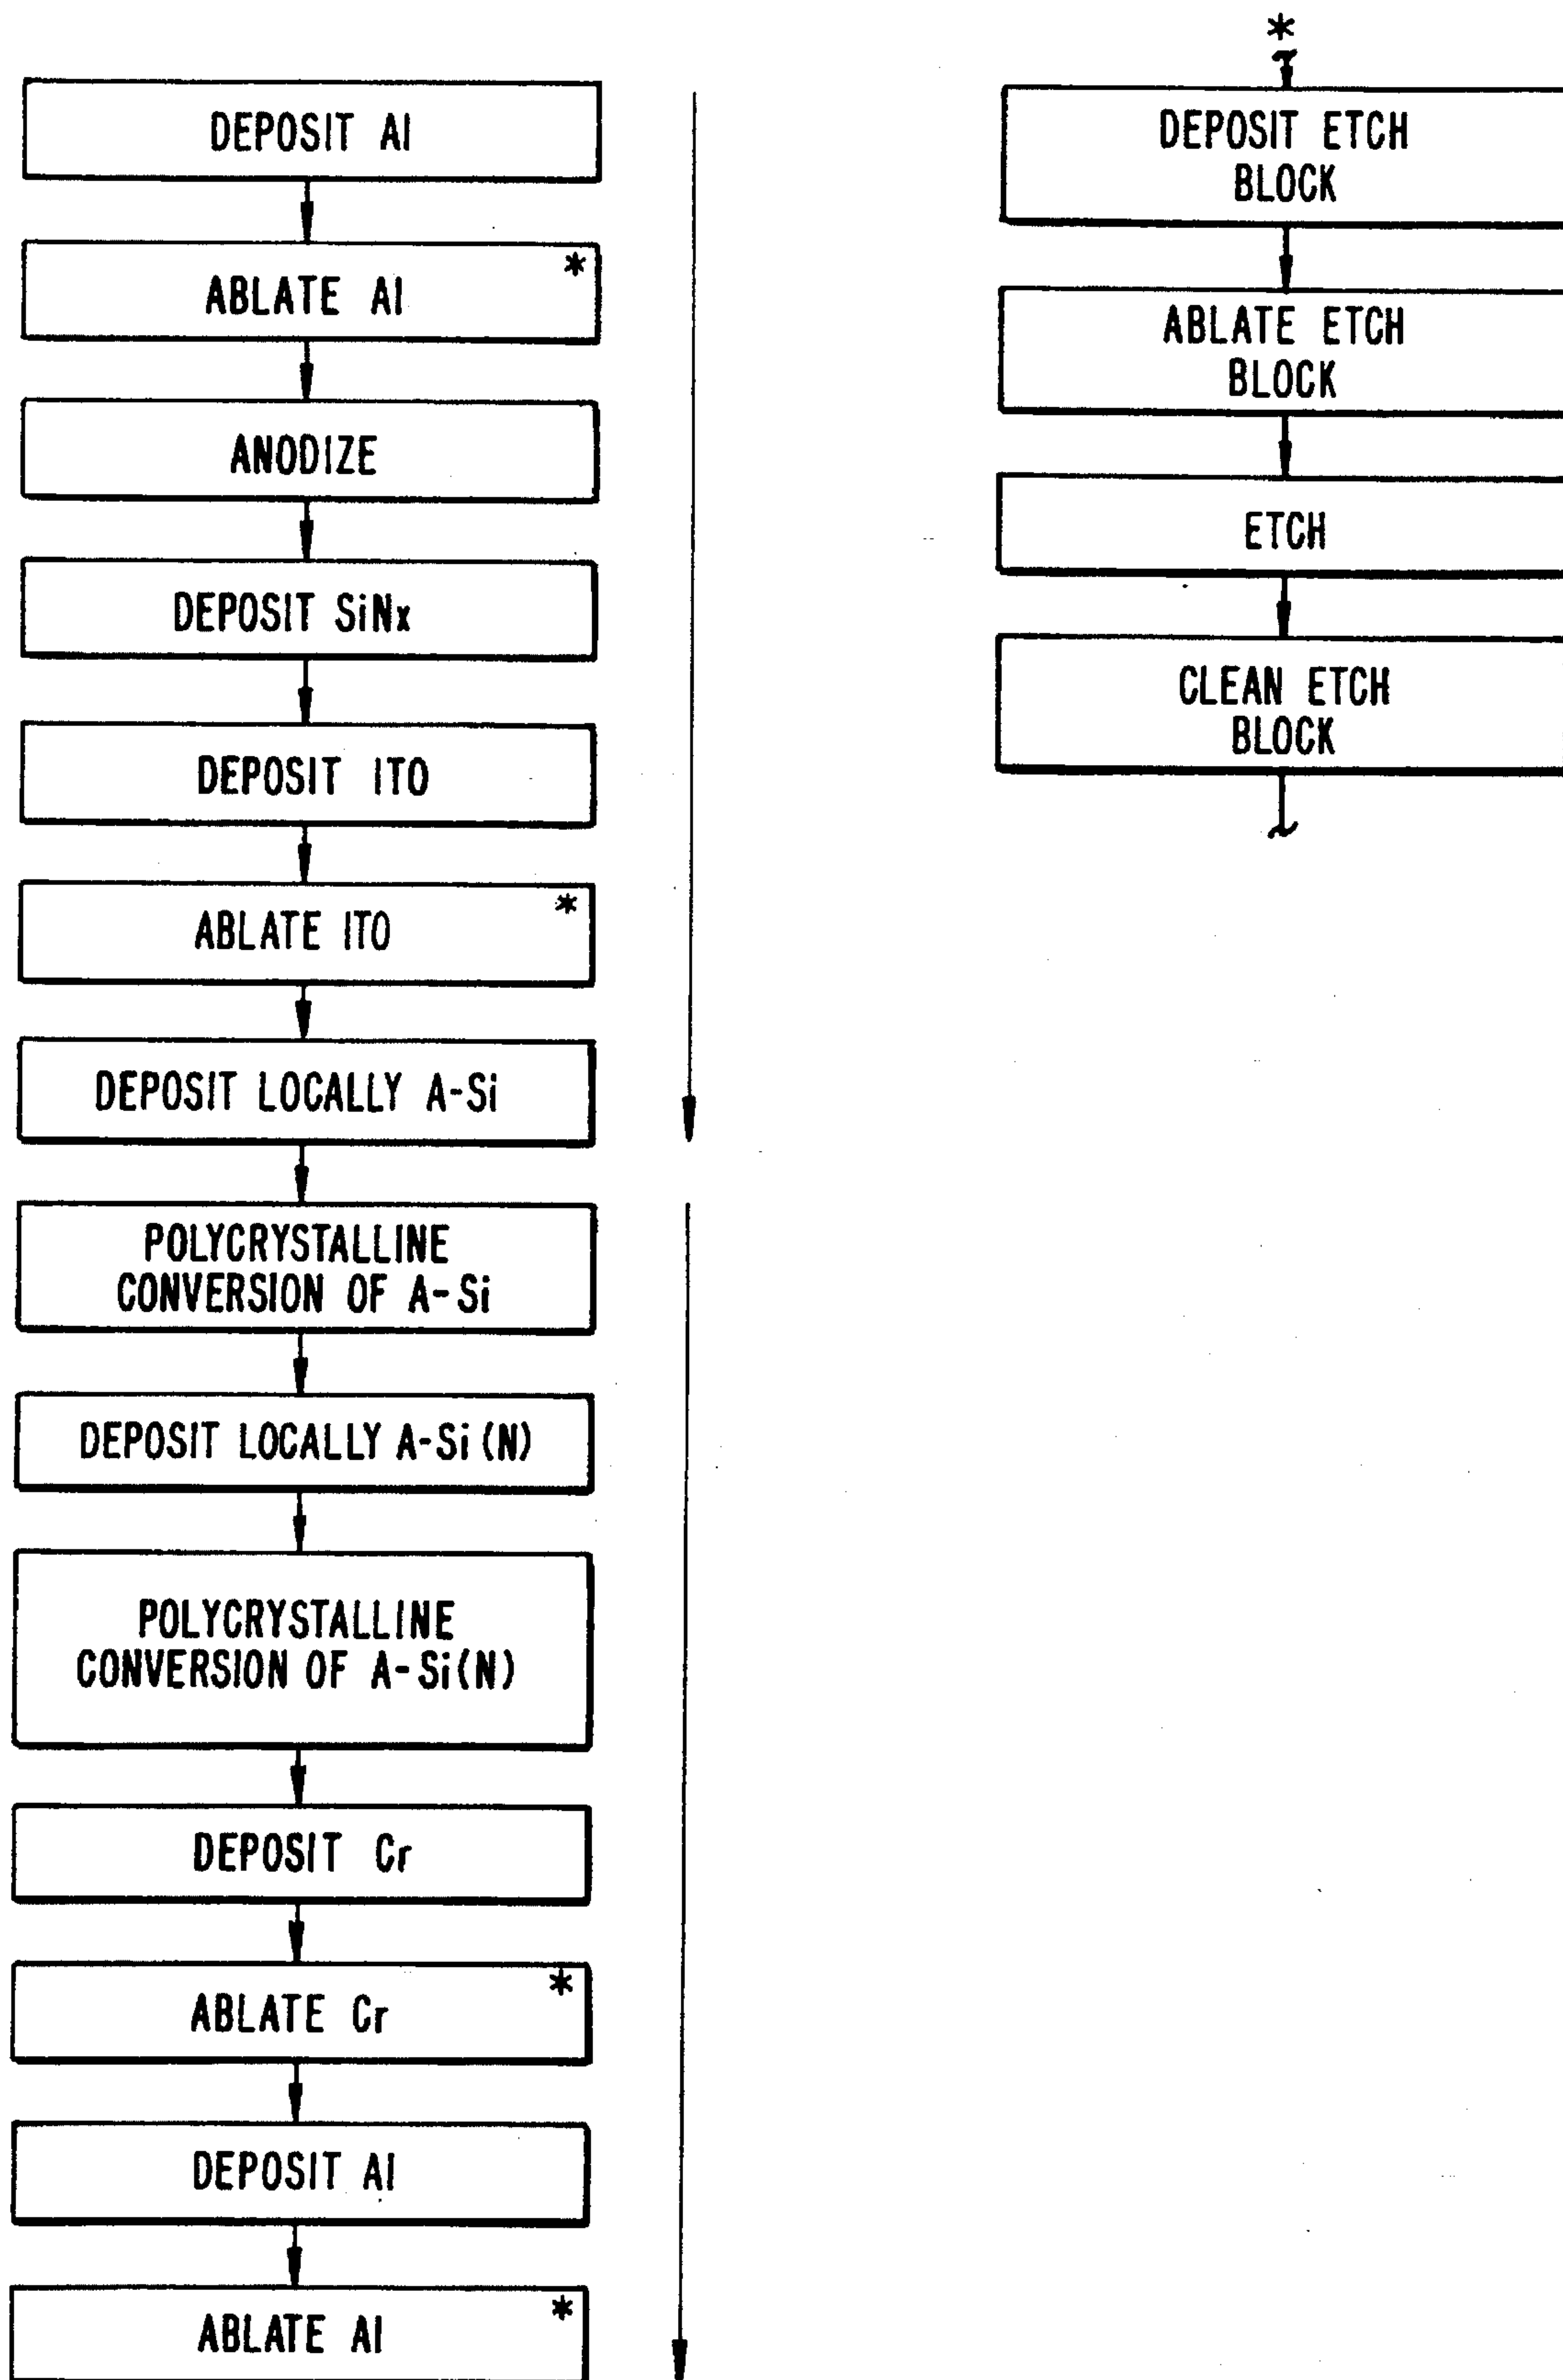 DEPOSIT Al
ABLATE Al *
ANODIZE
DEPOSIT SiNx
DEPOSIT ITO
ABLATE ITO *
DEPOSIT LOCALLY A-Si
POLYCRYSTALLINE
CONVERSION OF A-Si
DEPOSIT LOCALLY A-Si (N)
POLYCRYSTALLINE
CONVERSION OF A-Si(N)
DEPOSIT Cr
ABLATE Cr *
DEPOSIT Al
ABLATE Al *
*
DEPOSIT ETCH
BLOCK
ABLATE ETCH
BLOCK
ETCH
CLEAN ETCH
BLOCK